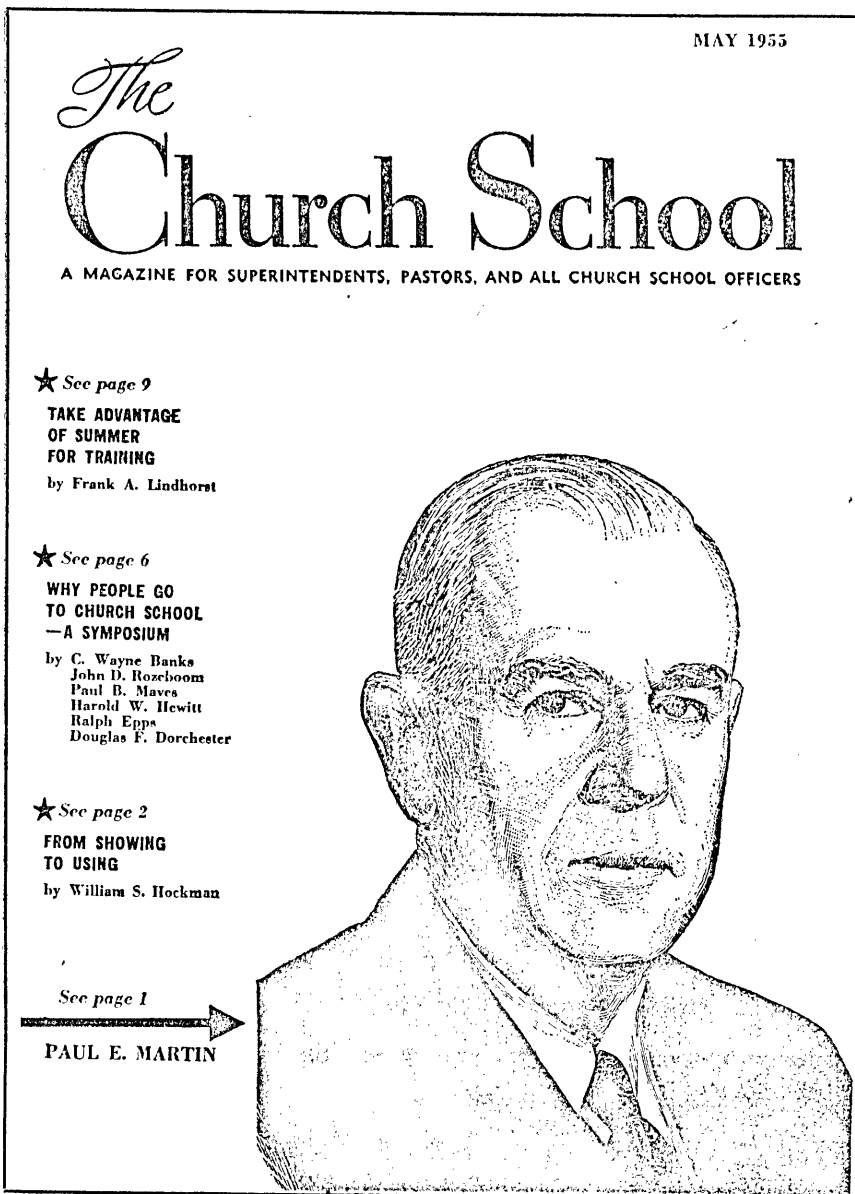 MAY 1955
The
Church School
A MAGAZINE FOR SUPERINTENDENTS, PASTORS, AND ALL CHURCH SCHOOL OFFICERS
See page 9
TAKE ADVANTAGE
OF SUMMER
FOR TRAINING
by Frank A. Lindhorst
See page 6
WHY PEOPLE GO
TO CHURCH SCHOOL
—A SYMPOSIUM
by C. Wayne Banks
John D. Rozeboom
Paul B. Maves
Harold W. Hewitt
Ralph Epps
Douglas F. Dorchester
See page 2
FROM SHOWING
TO USING
by William S. Hockman
See page 1
PAUL E. MARTIN